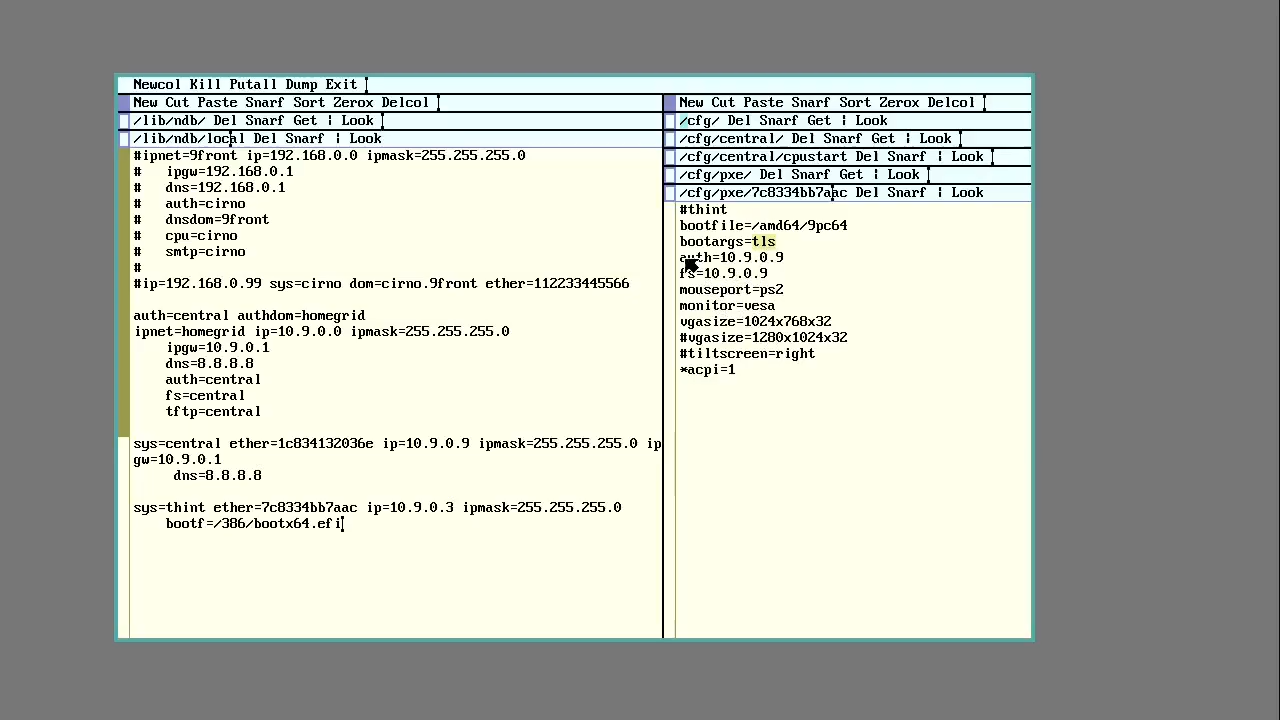 Newcol Kill Putall Dump Exit
New Cut Paste Snarf Sort Zerox Delcol
/lib/ndb/ Del Snarf Get | Look
/lib/ndb/local Del Snarf | Look
#ipnet=9front ip=192.168.0.0 ipmask=255.255.255.0
#   ipgw=192.168.0.1
#   dns=192.168.0.1
#   auth=cirno
#   dnsdom=9front
#   cpu=cirno
#   smtp=cirno
#
#ip=192.168.0.99 sys=cirno dom=cirno.9front ether=112233445566
auth=central authdom=homegrid
ipnet=homegrid ip=10.9.0.0 ipmask=255.255.255.0
    ipgw=10.9.0.1
    dns=8.8.8.8
    auth=central
    fs=central
    tftp=central
sys=central ether=1c834132036e ip=10.9.0.9 ipmask=255.255.255.0 ip
gw=10.9.0.1
     dns=8.8.8.8
sys=thint ether=7c8334bb7aac ip=10.9.0.3 ipmask=255.255.255.0
    bootf=/386/bootx64.efi
New Cut Paste Snarf Sort Zerox Delcol
/cfg/ Del Snarf Get | Look
/cfg/central/ Del Snarf Get | Look
/cfg/central/cpustart Del Snarf | Look
/cfg/pxe/ Del Snarf Get | Look
/cfg/pxe/7c8334bb7aac Del Snarf | Look
#thint
bootfile=/amd64/9pc64
bootargs=tls
auth=10.9.0.9
fs=10.9.0.9
mouseport=ps2
monitor=vesa
vgasize=1024x768x32
#vgasize=1280x1024x32
#tiltscreen=right
*acpi=1